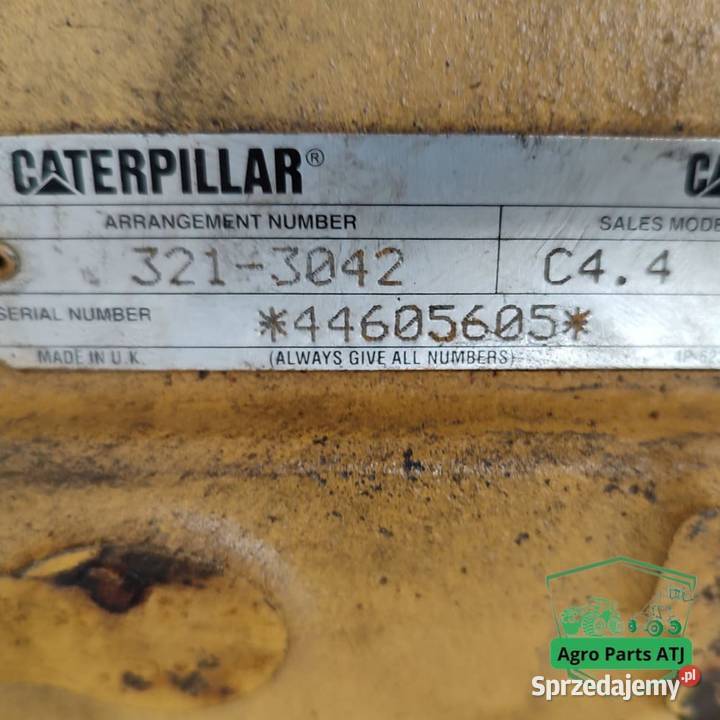 CATERPILLAR® CA
ARRANGEMENT NUMBER SALES MODE
321-3042 C4.4
SERIAL NUMBER *44605605*
MADE IN U.K. (ALWAYS GIVE ALL NUMBERS)
Agro Parts ATJ
Sprzedajemy.pl